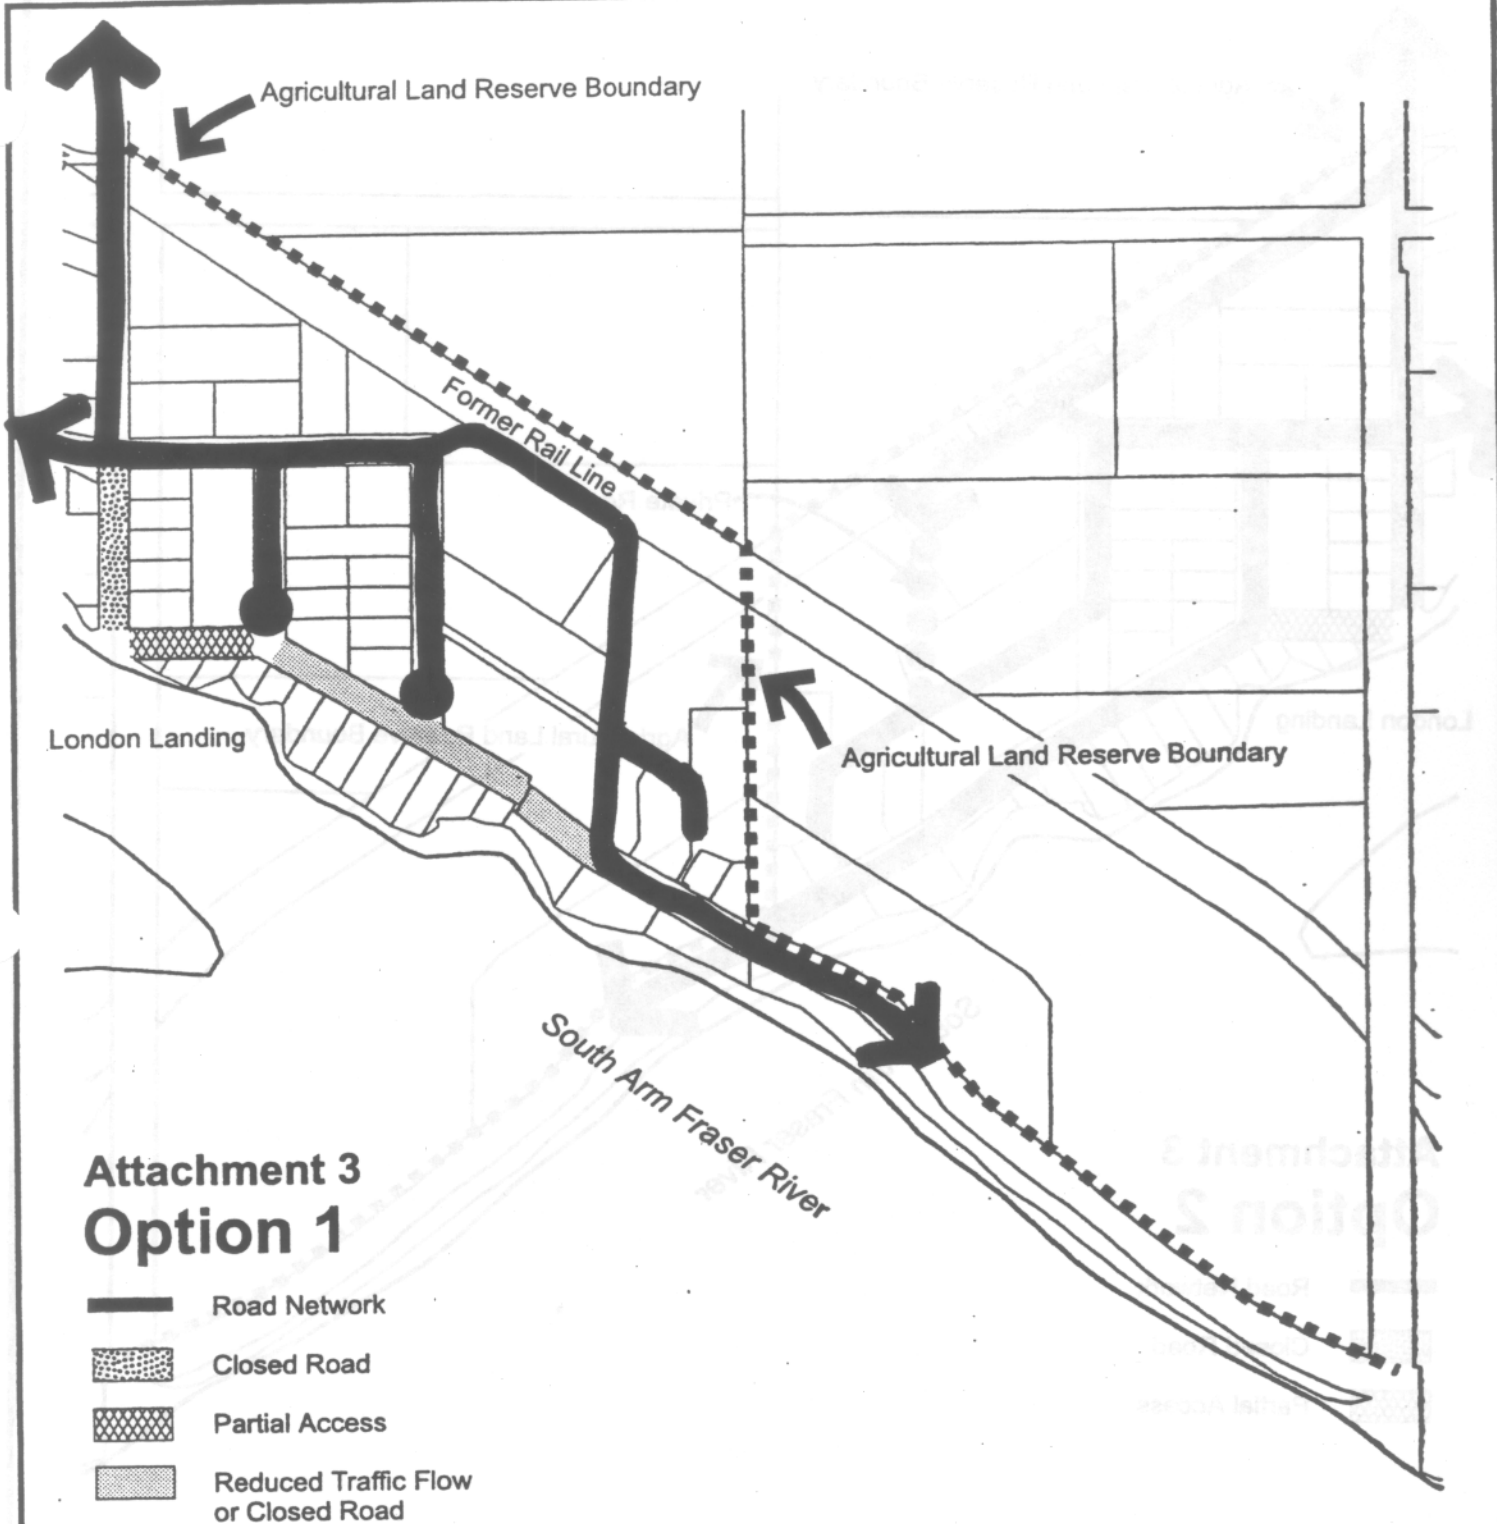 Agricultural Land Reserve Boundary
Former Rail Line
London Landing
Agricultural Land Reserve Boundary
South Arm Fraser River
Attachment 3
Option 1
Road Network
Closed Road
Partial Access
Reduced Traffic Flow
or Closed Road